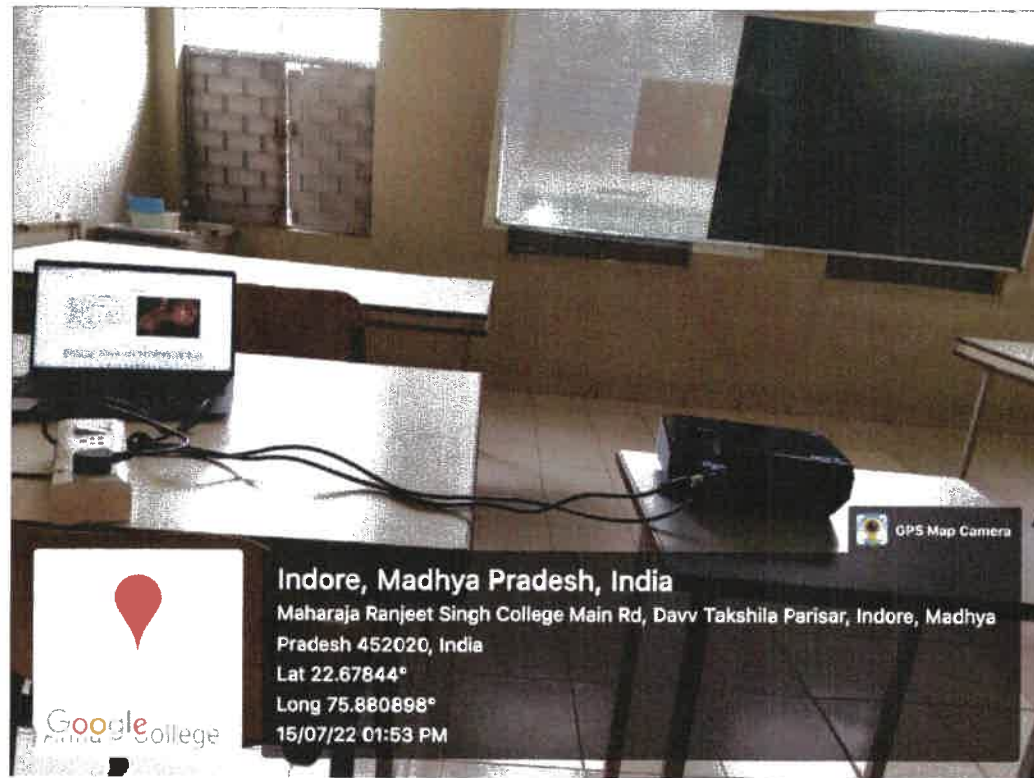 GPS Map Camera
Indore, Madhya Pradesh, India
Maharaja Ranjeet Singh College Main Rd, Davv Takshila Parisar, Indore, Madhya
Pradesh 452020, India
Lat 22.67844°
Long 75.880898°
15/07/22 01:53 PM
Google
College